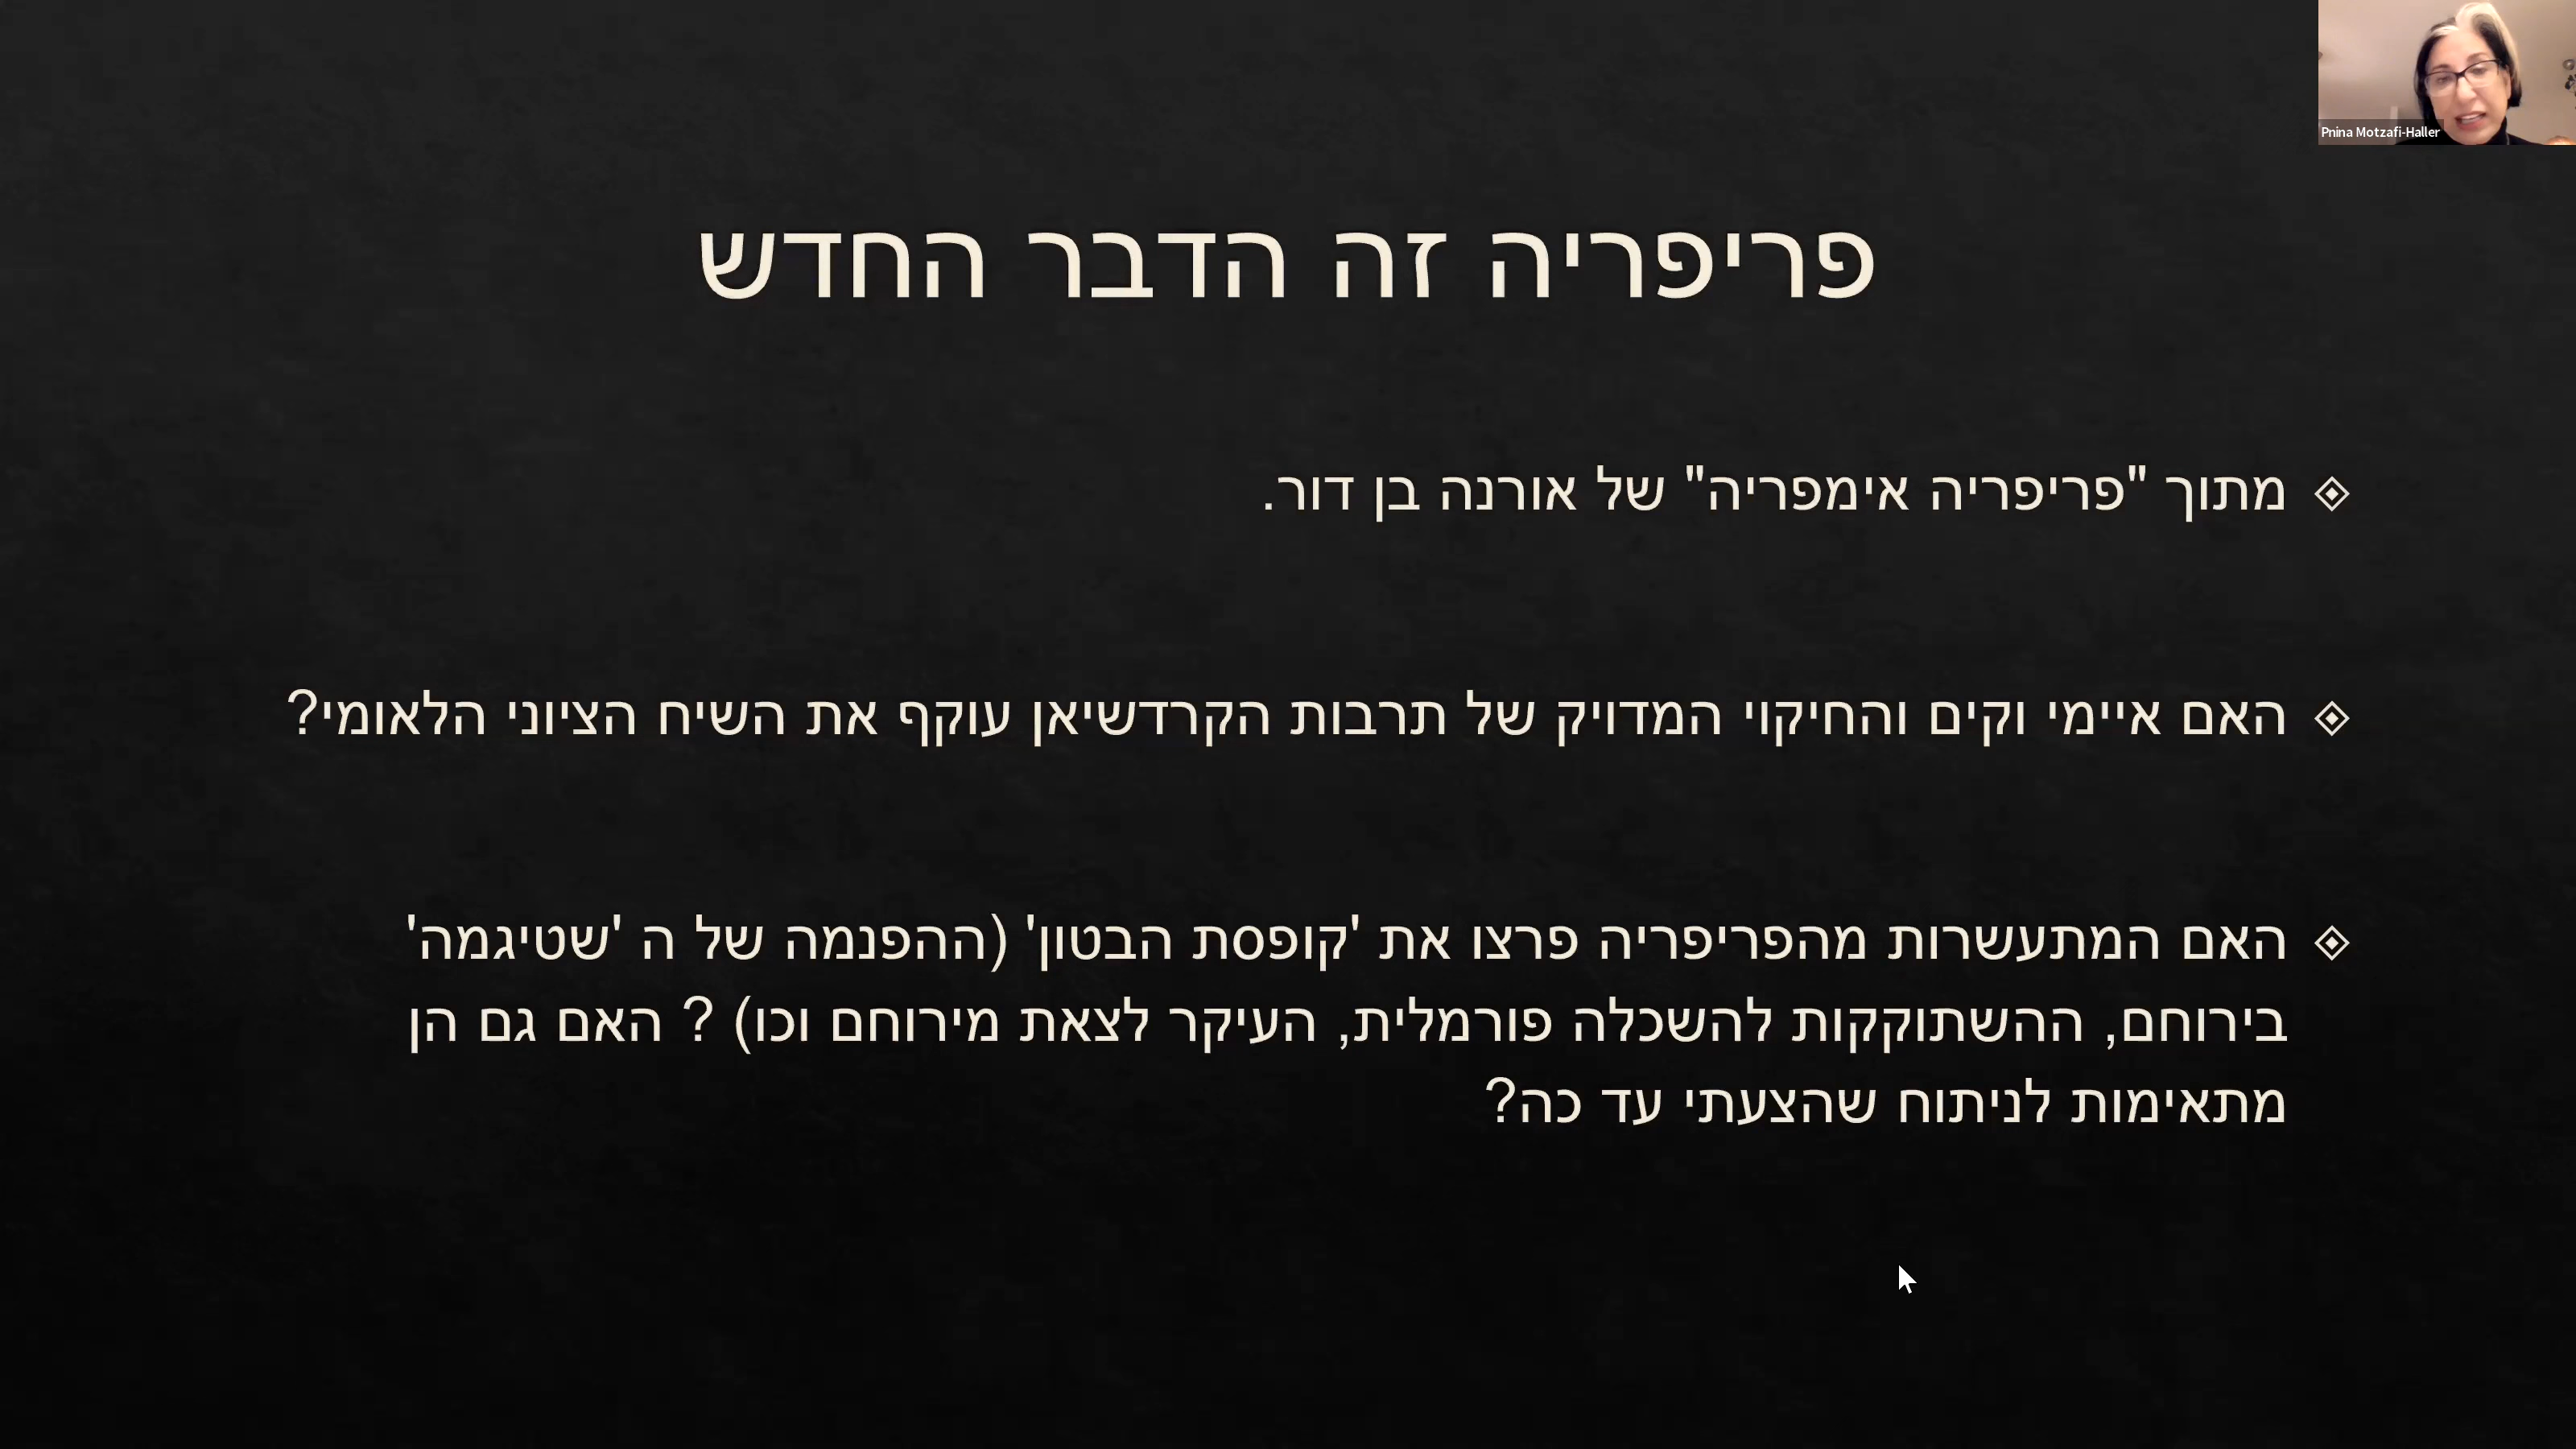 Pnina Motzafi-Haller
פריפריה זה הדבר החדש
מתוך "פריפריה אימפריה" של אורנה בן דור.
האם איימי וקים והחיקוי המדויק של תרבות הקרדשיאן עוקף את השיח הציוני הלאומי?
האם המתעשרות מהפריפריה פרצו את 'קופסת הבטון' (ההפנמה של ה 'שטיגמה'
בירוחם, ההשתוקקות להשכלה פורמלית, העיקר לצאת מירוחם וכו) ? האם גם הן
מתאימות לניתוח שהצעתי עד כה?